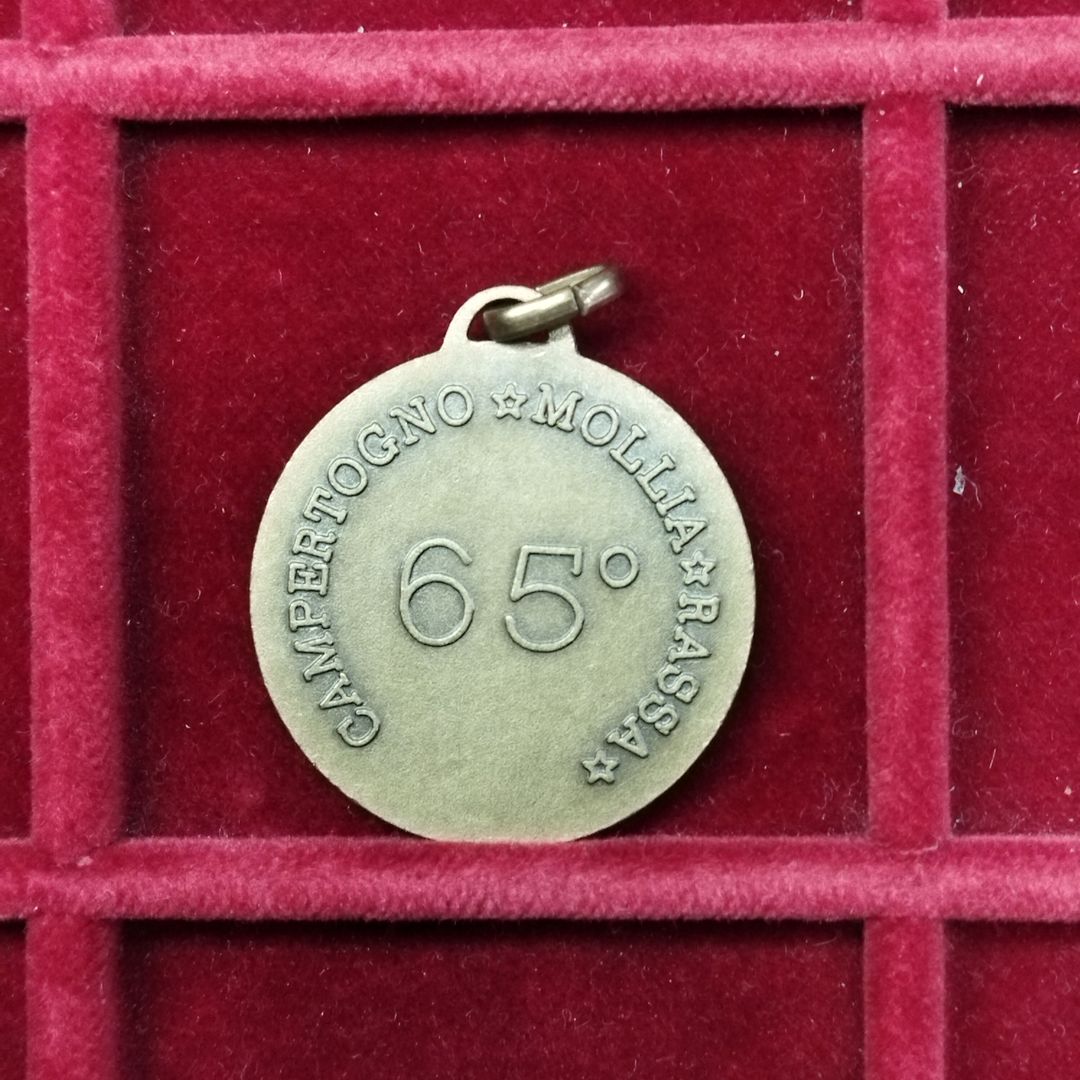 CAMPERTOGNO ☆ MOLLIA ☆ RASSA ☆
65°